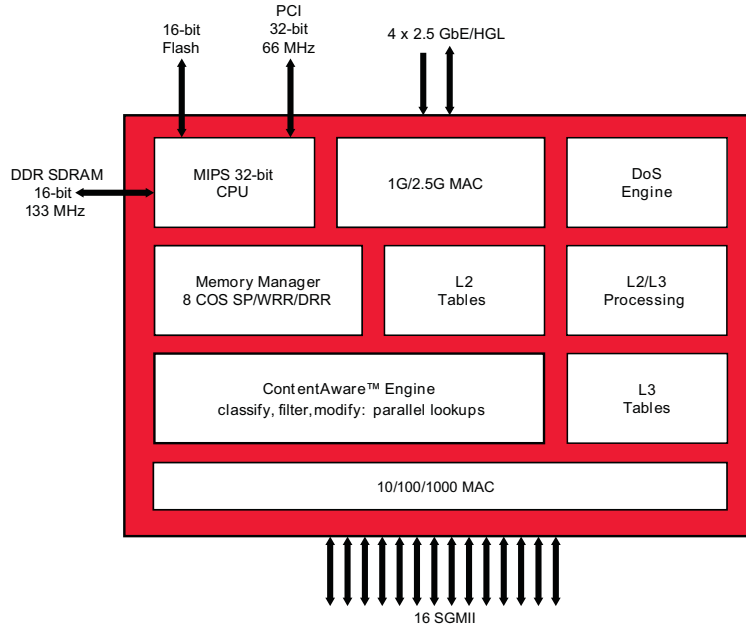 16-bit
Flash
PCI
32-bit
66 MHz
4 x 2.5 GbE/HGL
DDR SDRAM
16-bit
133 MHz
MIPS 32-bit
CPU
1G/2.5G MAC
DoS
Engine
Memory Manager
8 COS SP/WRR/DRR
L2
Tables
L2/L3
Processing
ContentAware™ Engine
classify, filter, modify: parallel lookups
L3
Tables
10/100/1000 MAC
16 SGMII